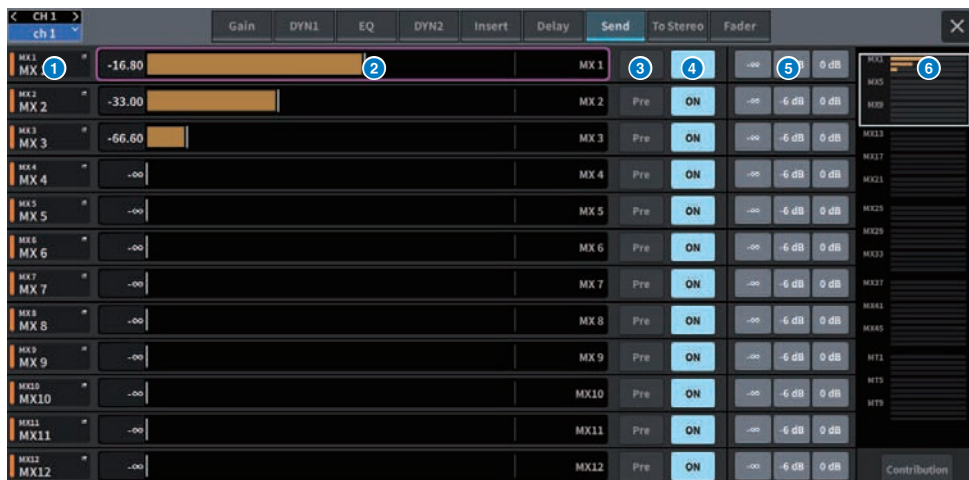 CH 1
ch 1
Gain DYN1 EQ DYN2 Insert Delay Send To Stereo Fader
MX1
MX 1 -16.80 2 MX 1 3 4 5 0 dB
MX2
MX 2 -33.00 MX 2 Pre ON -∞ -6 dB 0 dB
MX3
MX 3 -66.60 MX 3 Pre ON -∞ -6 dB 0 dB
MX4
MX 4 -∞ MX 4 Pre ON -∞ -6 dB 0 dB
MX5
MX 5 -∞ MX 5 Pre ON -∞ -6 dB 0 dB
MX6
MX 6 -∞ MX 6 Pre ON -∞ -6 dB 0 dB
MX7
MX 7 -∞ MX 7 Pre ON -∞ -6 dB 0 dB
MX8
MX 8 -∞ MX 8 Pre ON -∞ -6 dB 0 dB
MX9
MX 9 -∞ MX 9 Pre ON -∞ -6 dB 0 dB
MX10
MX10 -∞ MX10 Pre ON -∞ -6 dB 0 dB
MX11
MX11 -∞ MX11 Pre ON -∞ -6 dB 0 dB
MX12
MX12 -∞ MX12 Pre ON -∞ -6 dB 0 dB
MX1 6
MX5
MX9
MX13
MX17
MX21
MX25
MX29
MX33
MX37
MX41
MX45
MT1
MT5
MT9
Contribution